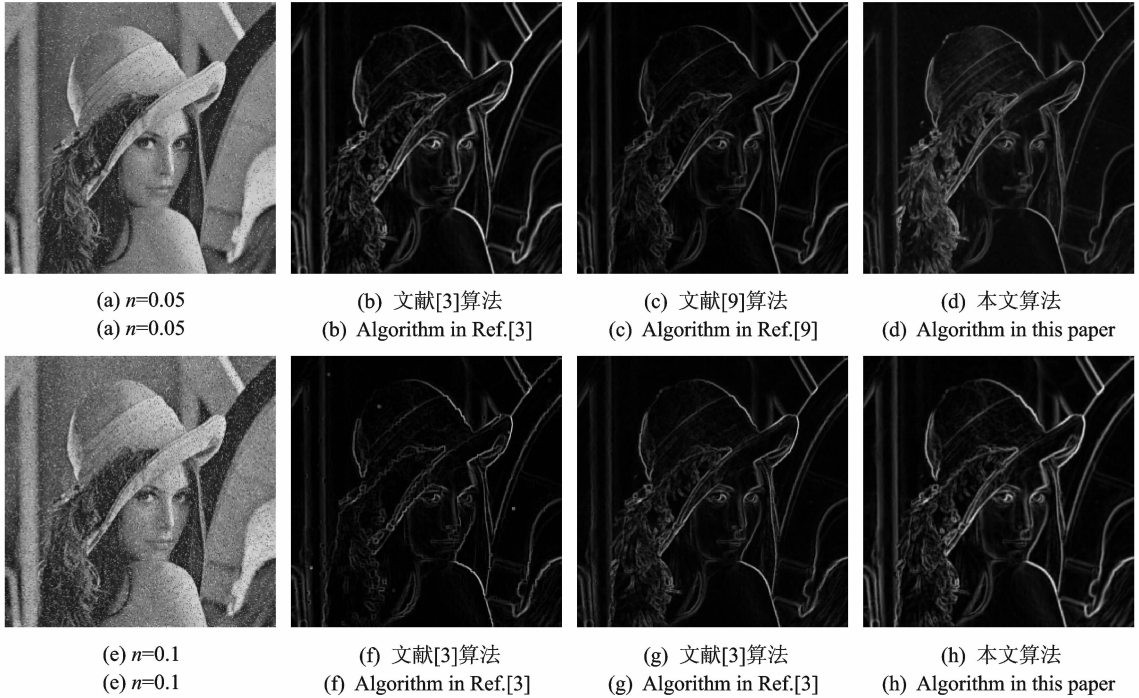 (a) n=0.05
(a) n=0.05
(b) 文献[3]算法
(b) Algorithm in Ref.[3]
(c) 文献[9]算法
(c) Algorithm in Ref.[9]
(d) 本文算法
(d) Algorithm in this paper
(e) n=0.1
(e) n=0.1
(f) 文献[3]算法
(f) Algorithm in Ref.[3]
(g) 文献[3]算法
(g) Algorithm in Ref.[3]
(h) 本文算法
(h) Algorithm in this paper